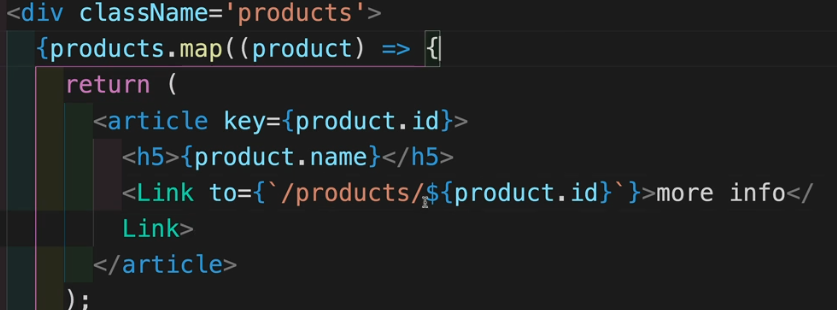 <div className='products'>
{products.map((product) => {
return (
<article key={product.id}>
<h5>{product.name}</h5>
<Link to={`/products/${product.id}`}>more info</
Link>
</article>
);